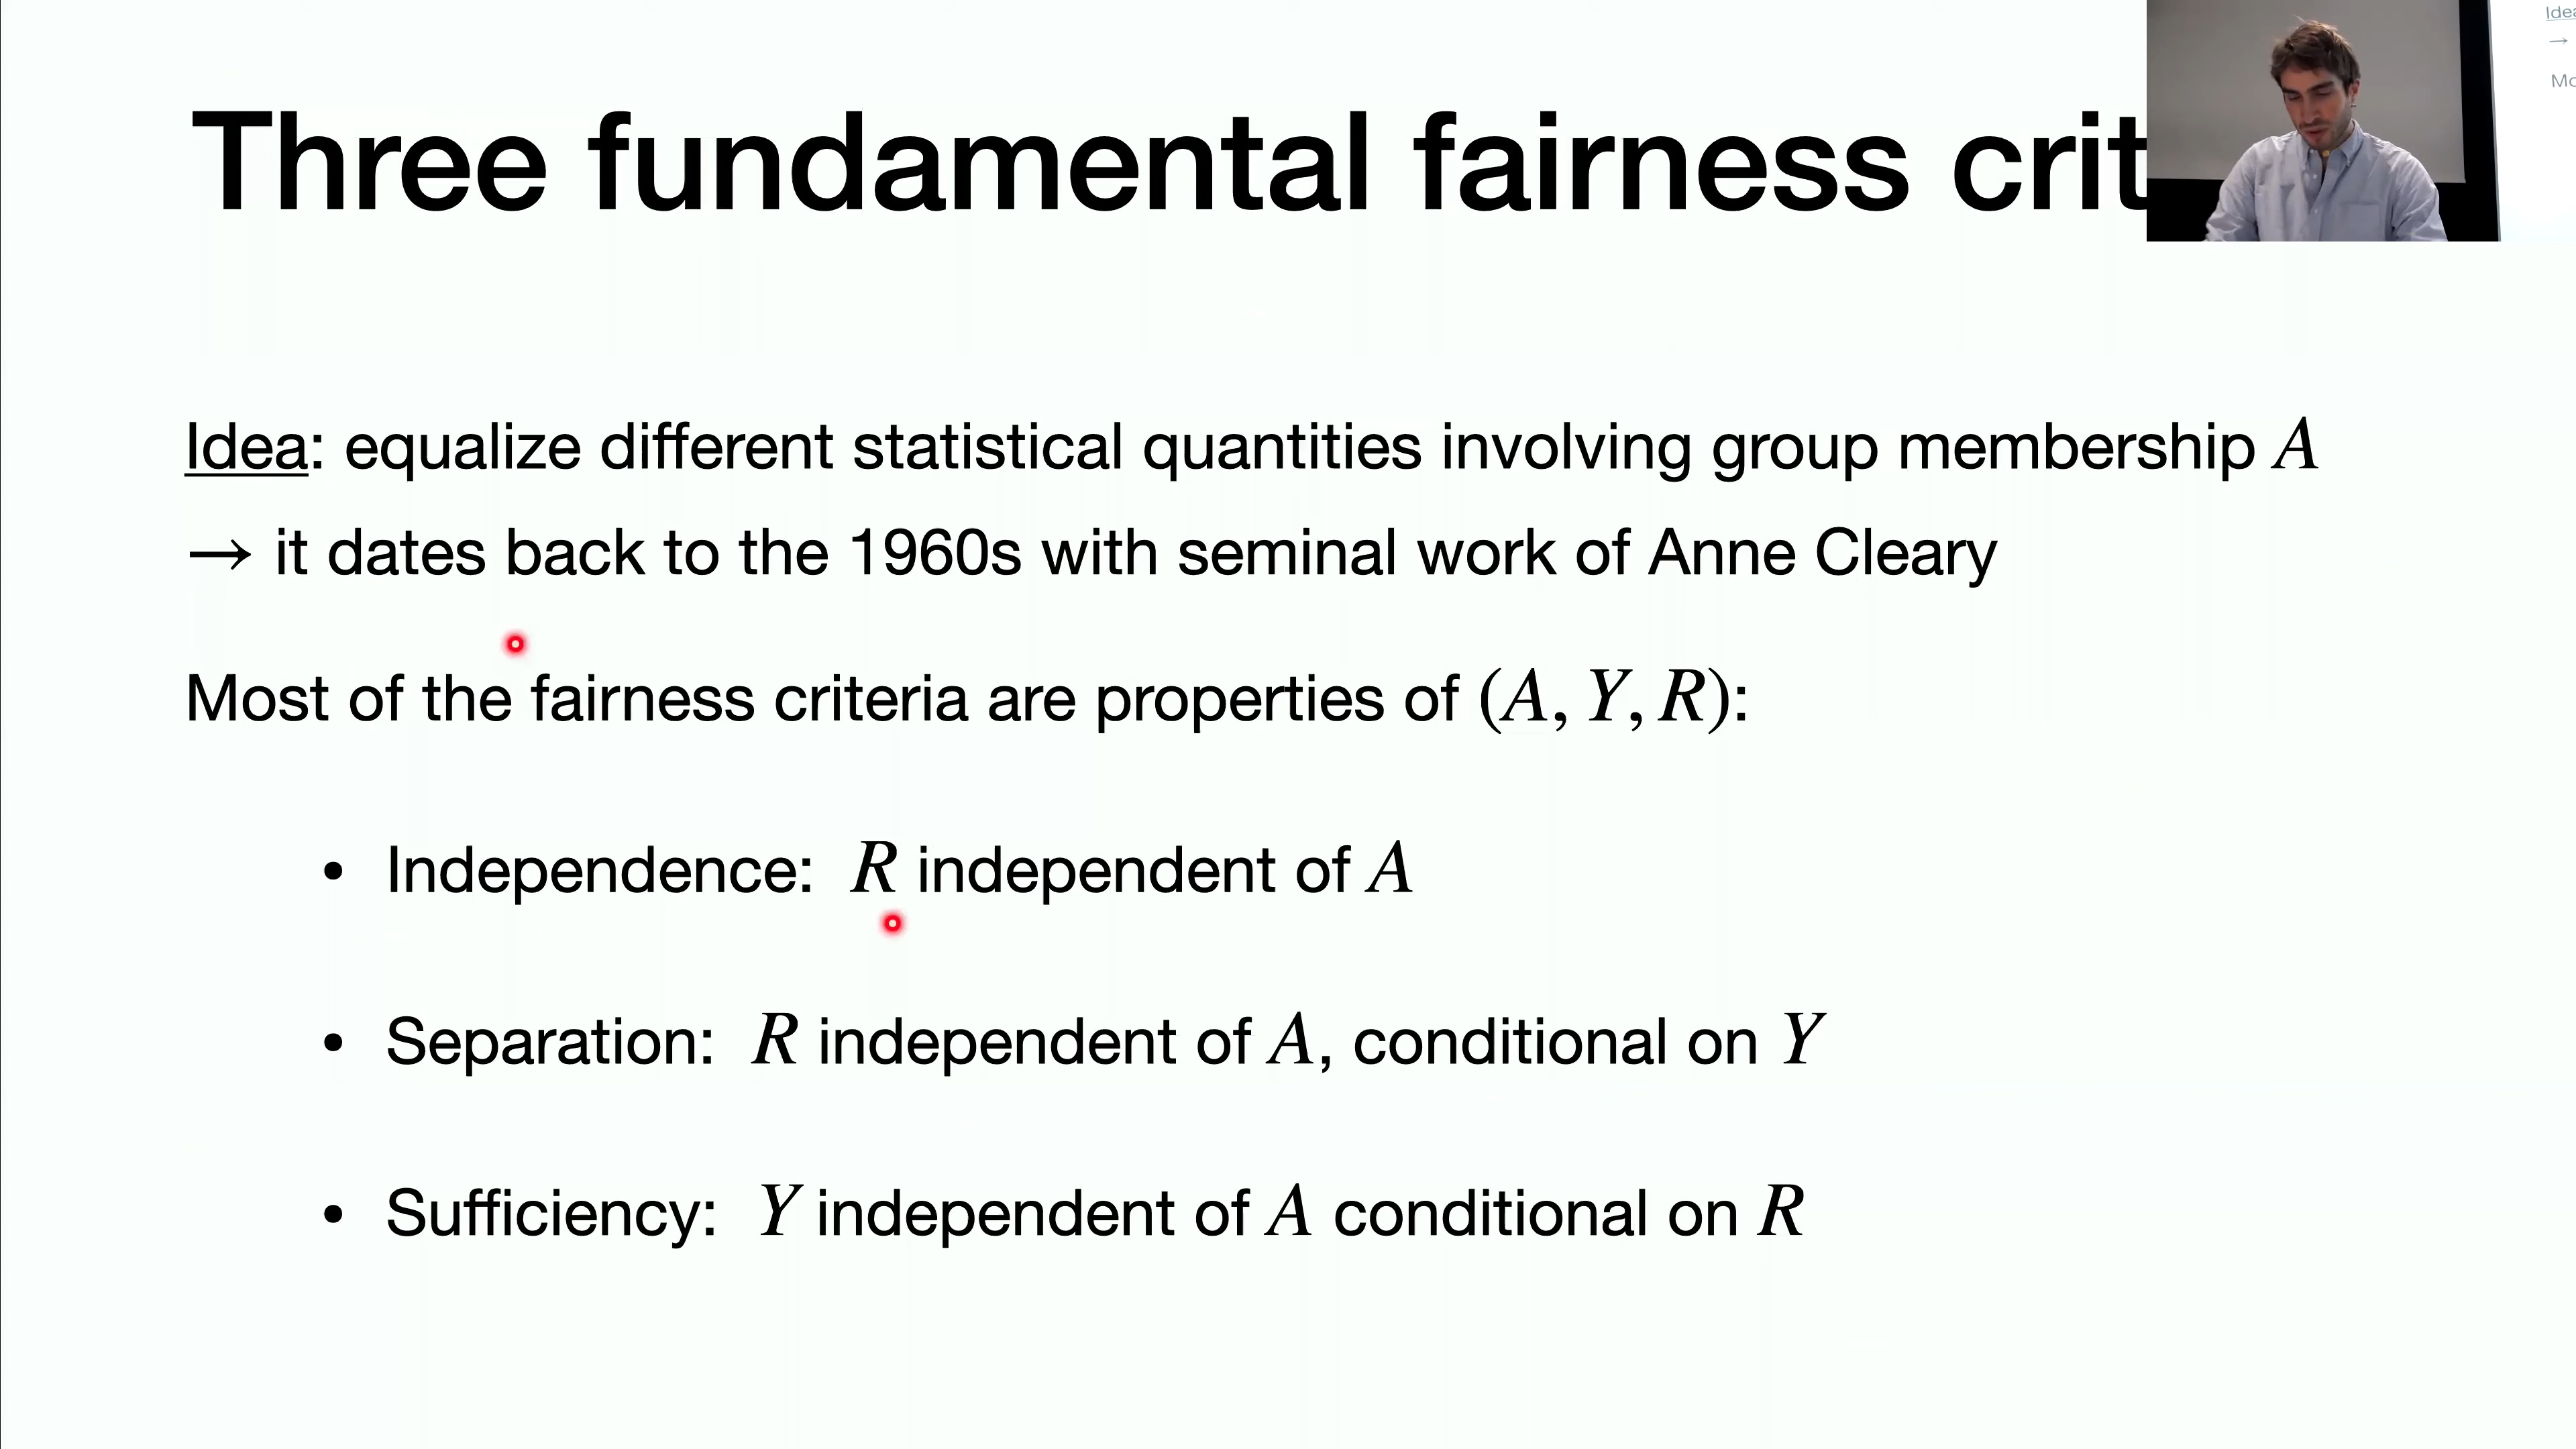 Three fundamental fairness crit
Idea: equalize different statistical quantities involving group membership A
→ it dates back to the 1960s with seminal work of Anne Cleary
Most of the fairness criteria are properties of (A, Y, R):
• Independence: R independent of A
• Separation: R independent of A, conditional on Y
• Sufficiency: Y independent of A conditional on R
Idea
→
Mo